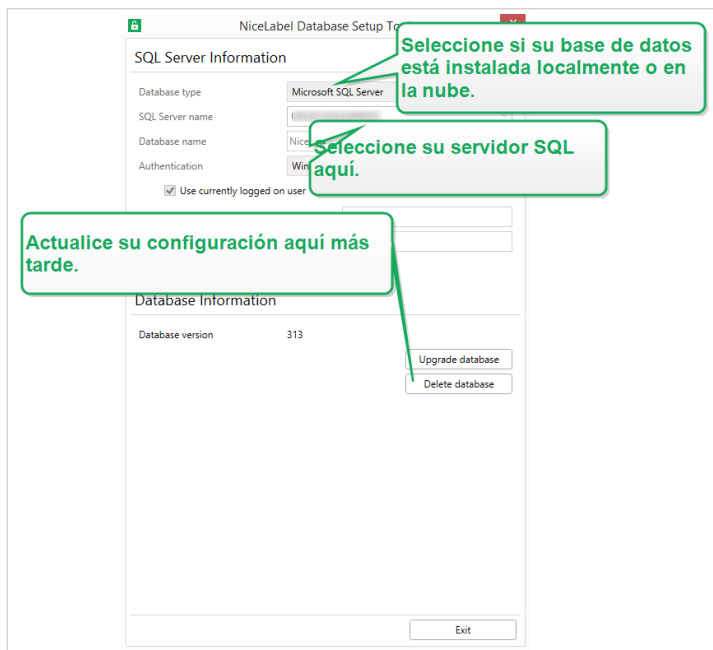 NiceLabel Database Setup
Seleccione si su base de datos
está instalada localmente o en
la nube.
SQL Server Information
Database type
Microsoft SQL Server
SQL Server name
Database name
Seleccione su servidor SQL
aquí.
Authentication
Use currently logged on user
Actualice su configuración aquí más
tarde.
Database Information
Database version 313
Upgrade database
Delete database
Exit